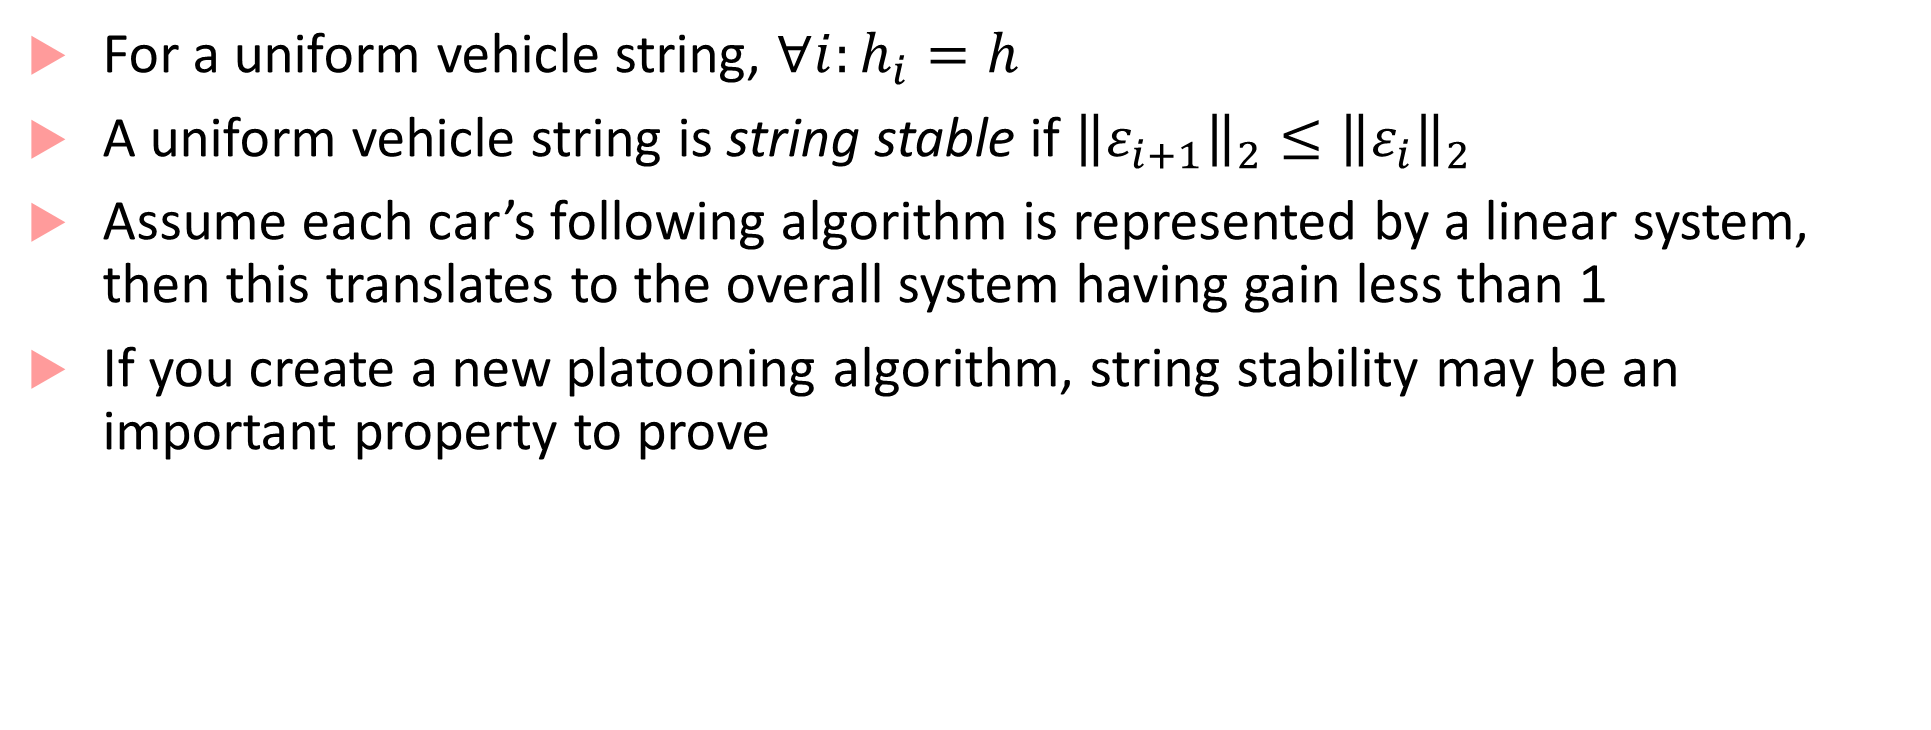 For a uniform vehicle string, ∀i: hᵢ = h
A uniform vehicle string is string stable if ‖εᵢ₊₁‖₂ ≤ ‖εᵢ‖₂
Assume each car’s following algorithm is represented by a linear system,
then this translates to the overall system having gain less than 1
If you create a new platooning algorithm, string stability may be an
important property to prove